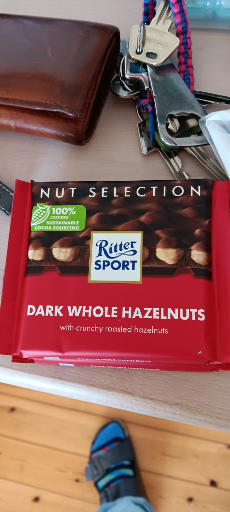 NUT SELECTION
100%
CERTIFIED
SUSTAINABLE
COCOA SOURCING
Ritter
SPORT
DARK WHOLE HAZELNUTS
with crunchy roasted hazelnuts